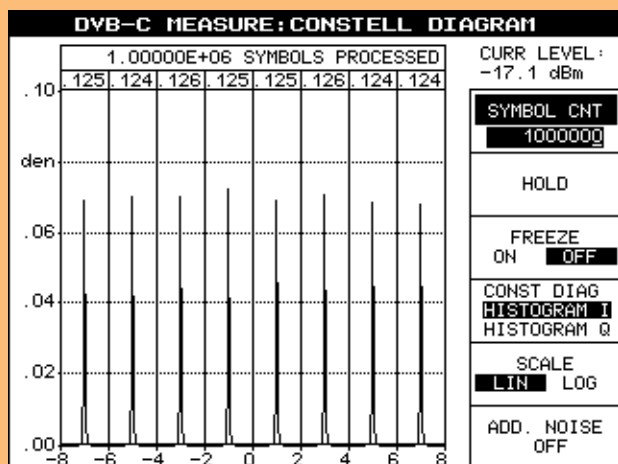 DVB-C MEASURE:CONSTELL DIAGRAM
1.00000E+06 SYMBOLS PROCESSED
.125 .124 .126 .125 .125 .126 .124 .124
.10
den
.06
.04
.02
.00
-8 -6 -4 -2 0 2 4 6 8
CURR LEVEL:
-17.1 dBm
SYMBOL CNT
1000000
HOLD
FREEZE
ON OFF
CONST DIAG
HISTOGRAM I
HISTOGRAM Q
SCALE
LIN LOG
ADD. NOISE
OFF